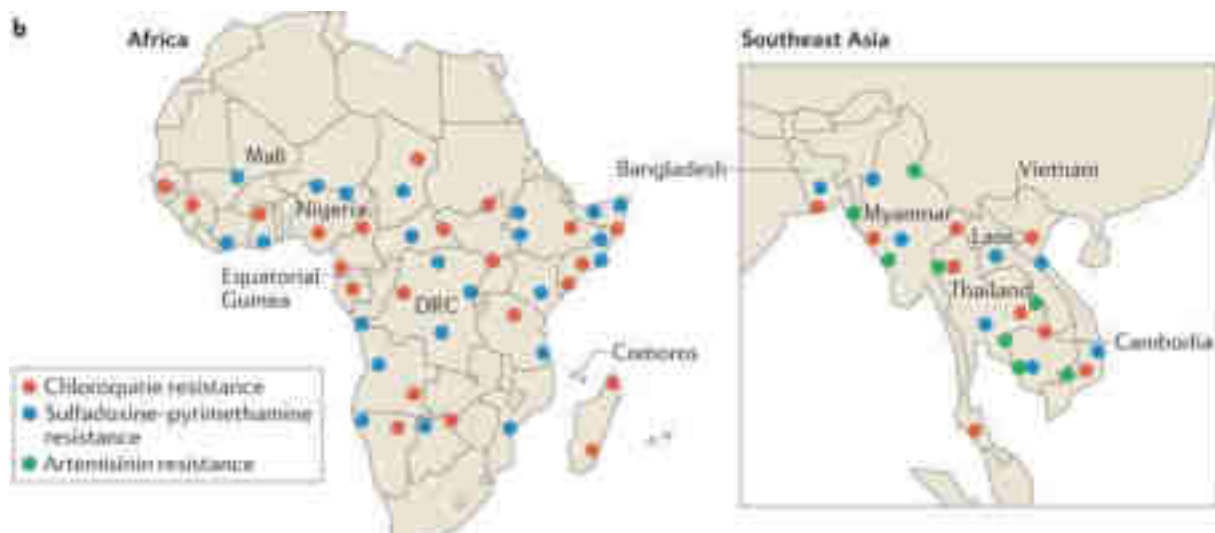 b
Africa
Southeast Asia
Mali
Bangladesh
Vietnam
Nigeria
Myanmar
Laos
Equatorial
Guinea
DRC
Thailand
Comoros
Cambodia
Chloroquine resistance
Sulfadoxine-pyrimethamine
resistance
Artemisinin resistance